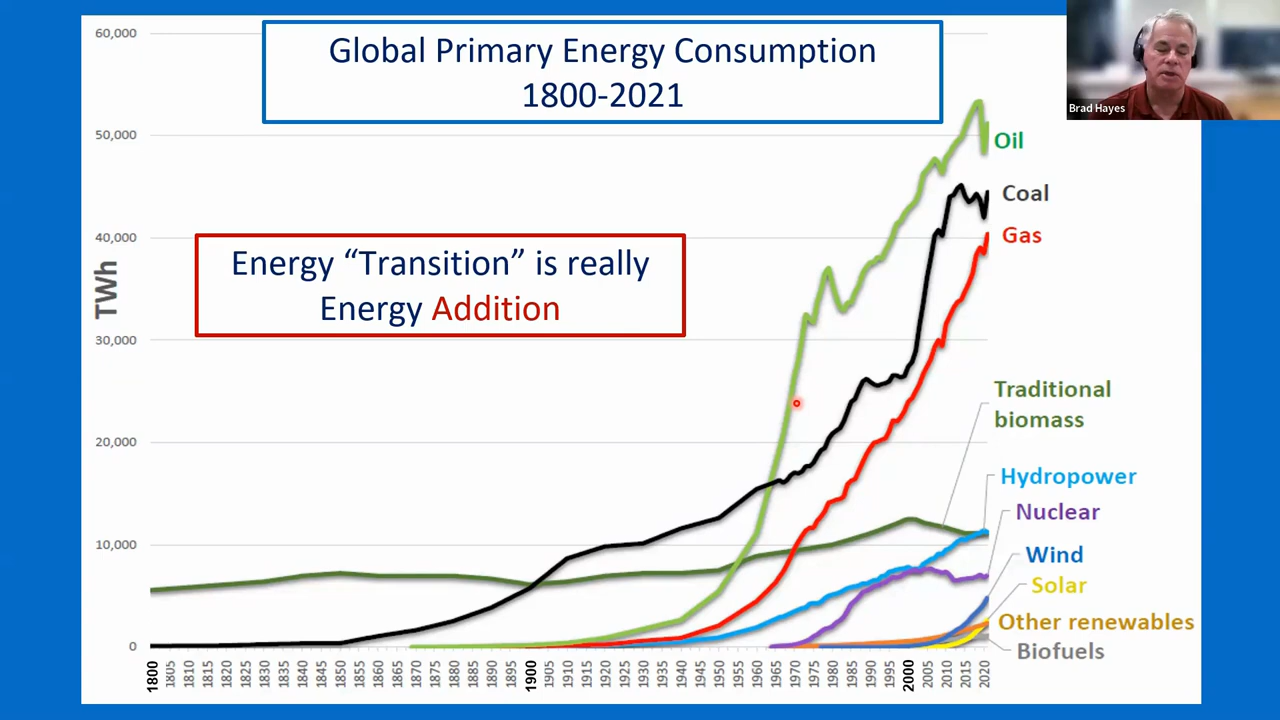 Global Primary Energy Consumption
1800-2021
Brad Hayes
60,000
50,000
40,000
30,000
20,000
10,000
0
TWh
Energy “Transition” is really
Energy Addition
Oil
Coal
Gas
Traditional
biomass
Hydropower
Nuclear
Wind
Solar
Other renewables
Biofuels
1800 1805 1810 1815 1820 1825 1830 1835 1840 1845 1850 1855 1860 1865 1870 1875 1880 1885 1890 1895 1900 1905 1910 1915 1920 1925 1930 1935 1940 1945 1950 1955 1960 1965 1970 1975 1980 1985 1990 1995 2000 2005 2010 2015 2020